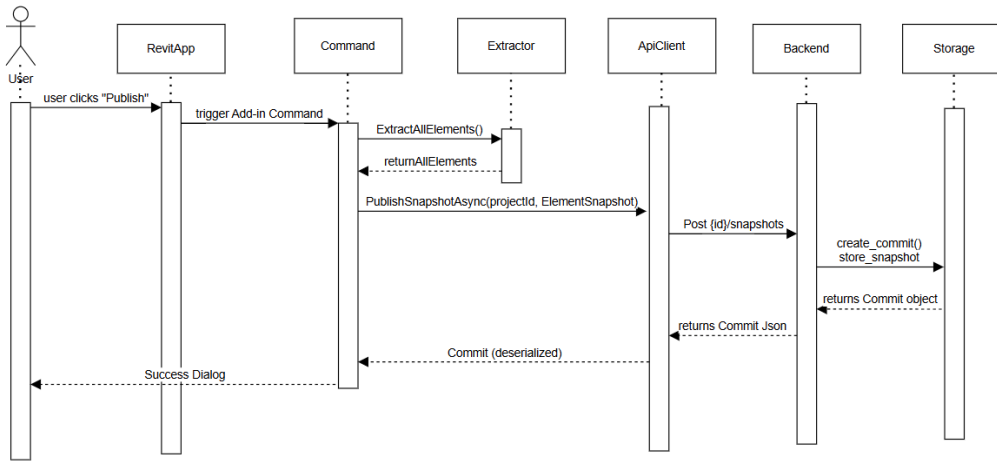 User
RevitApp
Command
Extractor
ApiClient
Backend
Storage
user clicks "Publish"
trigger Add-in Command
ExtractAllElements()
returnAllElements
PublishSnapshotAsync(projectId, ElementSnapshot)
Post {id}/snapshots
create_commit()
store_snapshot
returns Commit object
returns Commit Json
Commit (deserialized)
Success Dialog